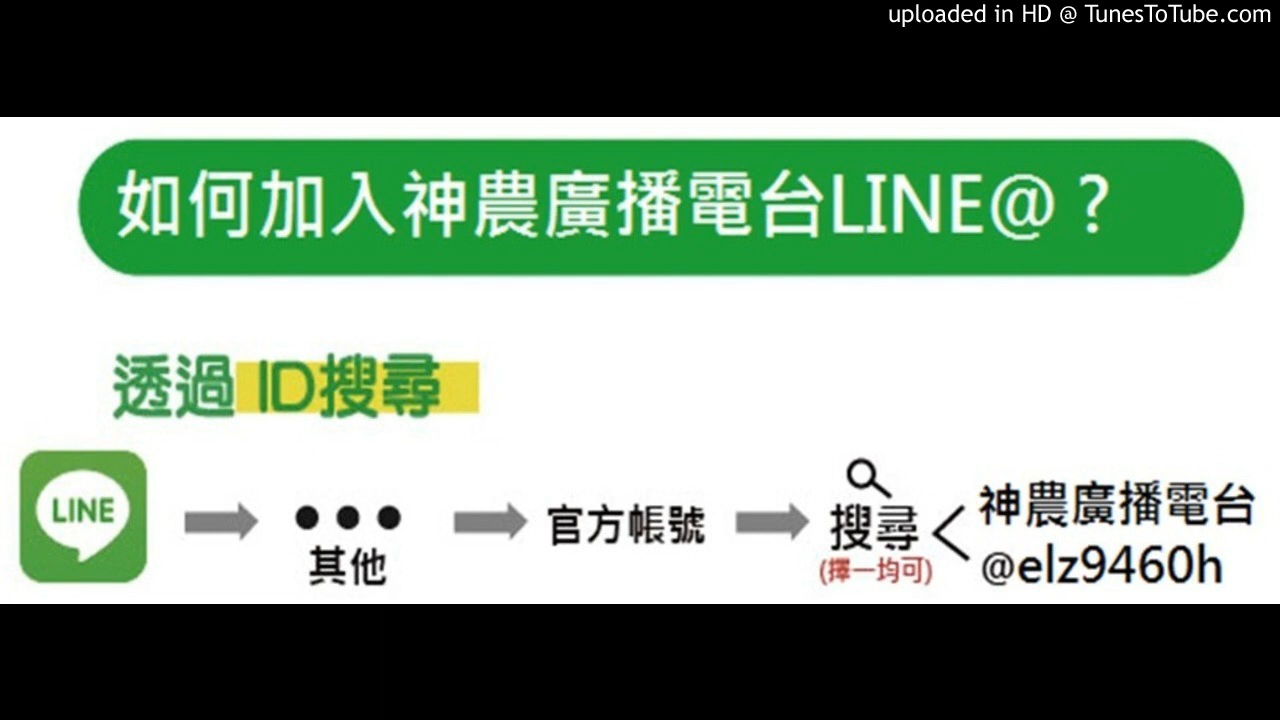 uploaded in HD @ TunesToTube.com
如何加入神農廣播電台LINE@？
透過 ID搜尋
LINE
其他
官方帳號
搜尋
(擇一均可)
神農廣播電台
@elz9460h